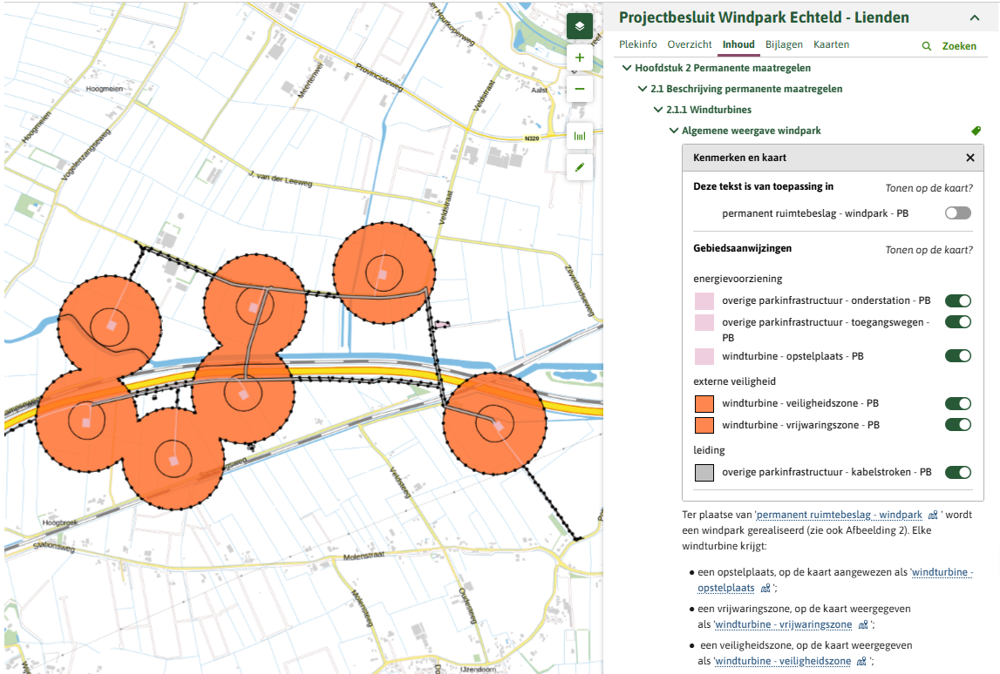 Projectbesluit Windpark Echteld - Lienden
Plekinfo Overzicht Inhoud Bijlagen Kaarten Zoeken
Hoofdstuk 2 Permanente maatregelen
2.1 Beschrijving permanente maatregelen
2.1.1 Windturbines
Algemene weergave windpark
Kenmerken en kaart
Deze tekst is van toepassing in Tonen op de kaart?
permanent ruimtebeslag - windpark - PB
Gebiedsaanwijzingen Tonen op de kaart?
energievoorziening
overige parkinfrastructuur - onderstation - PB
overige parkinfrastructuur - toegangswegen -
PB
windturbine - opstelplaats - PB
externe veiligheid
windturbine - veiligheidszone - PB
windturbine - vrijwaringszone - PB
leiding
overige parkinfrastructuur - kabelstroken - PB
Ter plaatse van 'permanent ruimtebeslag - windpark ' wordt
een windpark gerealiseerd (zie ook Afbeelding 2). Elke
windturbine krijgt:
• een opstelplaats, op de kaart aangewezen als 'windturbine -
opstelplaats ';
• een vrijwaringszone, op de kaart weergegeven
als 'windturbine - vrijwaringszone ';
• een veiligheidszone, op de kaart weergegeven
als 'windturbine - veiligheidszone ';
Provincialeweg
Meertenwei
Hoogmeien
Aalst
Veldstraat
N320
Hoogmeien
Vogelenzangseweg
J. van der Leeweg
Veldstraat
Zilverlandseweg
Veldsteeg
Hoogbroek
Stationsweg
Molenstraat
Molensteeg
Oudesteeg
IJzendoorn